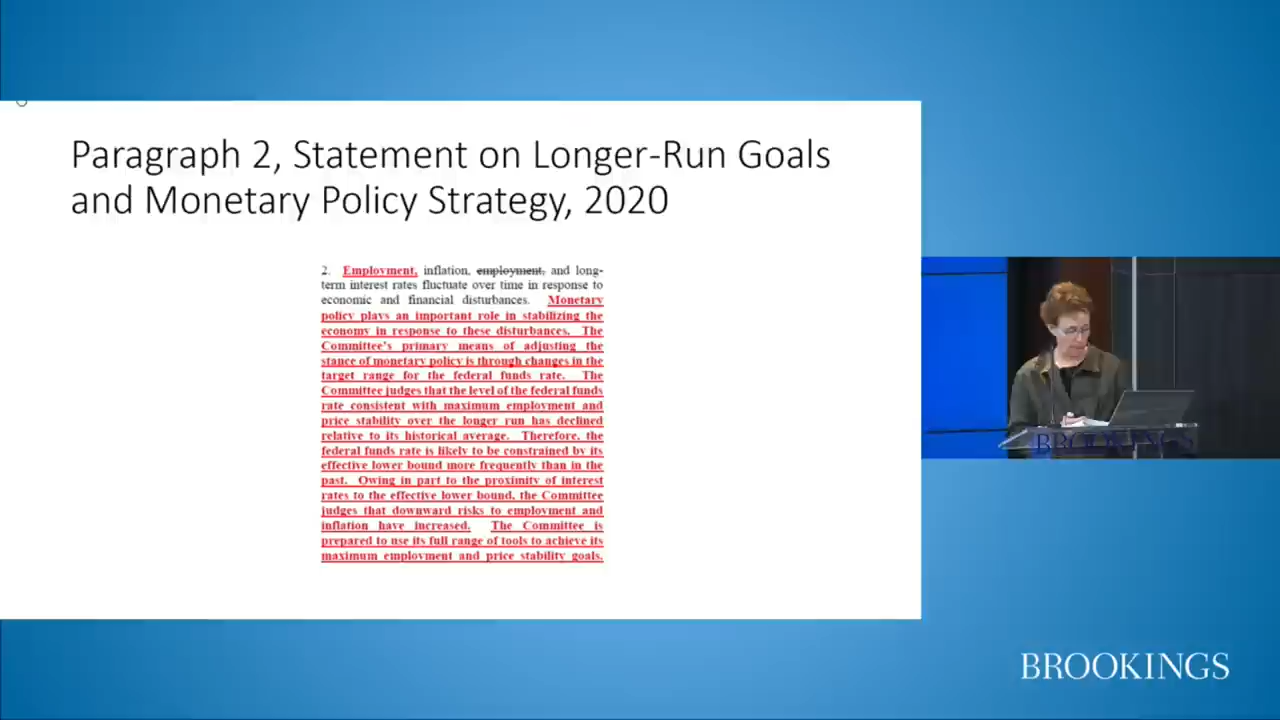 Paragraph 2, Statement on Longer-Run Goals
and Monetary Policy Strategy, 2020
2. Employment, inflation, employment, and long-
term interest rates fluctuate over time in response to
economic and financial disturbances. Monetary
policy plays an important role in stabilizing the
economy in response to these disturbances. The
Committee's primary means of adjusting the
stance of monetary policy is through changes in the
target range for the federal funds rate. The
Committee judges that the level of the federal funds
rate consistent with maximum employment and
price stability over the longer run has declined
relative to its historical average. Therefore, the
federal funds rate is likely to be constrained by its
effective lower bound more frequently than in the
past. Owing in part to the proximity of interest
rates to the effective lower bound, the Committee
judges that downward risks to employment and
inflation have increased. The Committee is
prepared to use its full range of tools to achieve its
maximum employment and price stability goals.
BROOKINGS
BROOKINGS